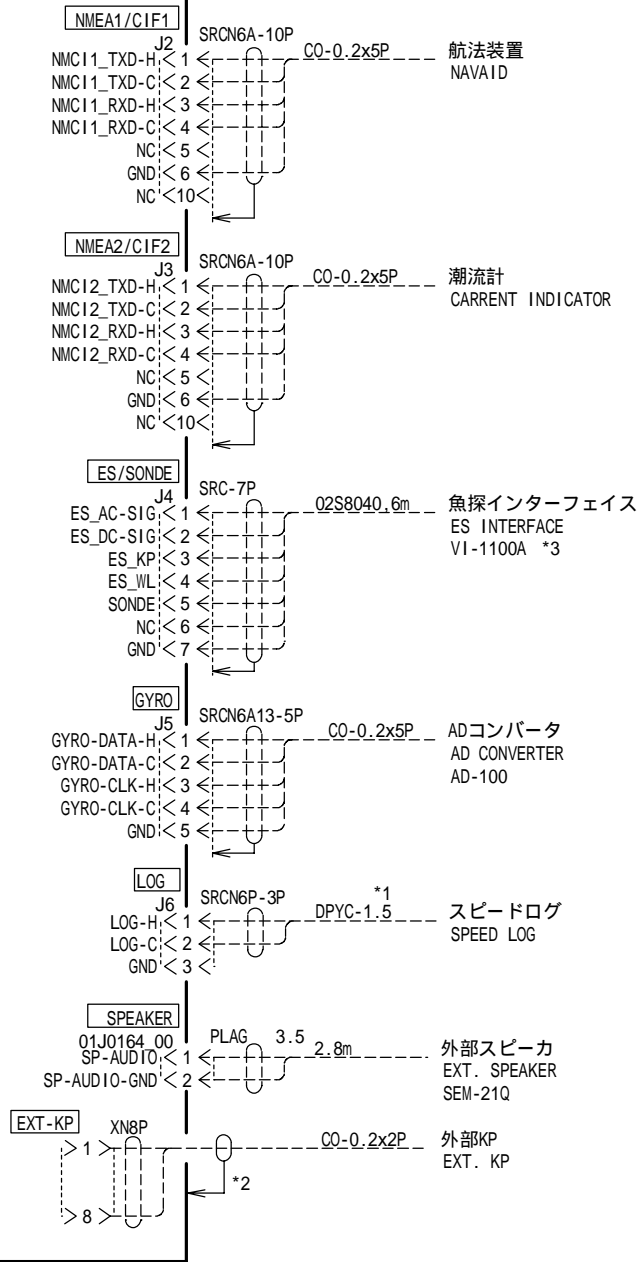 NMEA1/CIF1
J2 SRCN6A-10P
NMCI1_TXD-H 1 CO-0.2x5P 航法装置
NMCI1_TXD-C 2 NAVAID
NMCI1_RXD-H 3
NMCI1_RXD-C 4
NC 5
GND 6
NC 10
NMEA2/CIF2
J3 SRCN6A-10P
NMCI2_TXD-H 1 CO-0.2x5P 潮流計
NMCI2_TXD-C 2 CARRENT INDICATOR
NMCI2_RXD-H 3
NMCI2_RXD-C 4
NC 5
GND 6
NC 10
ES/SONDE
J4 SRC-7P
ES_AC-SIG 1 02S8040,6m 魚探インターフェイス
ES_DC-SIG 2 ES INTERFACE
ES_KP 3 VI-1100A *3
ES_WL 4
SONDE 5
NC 6
GND 7
GYRO
J5 SRCN6A13-5P
GYRO-DATA-H 1 CO-0.2x5P ADコンバータ
GYRO-DATA-C 2 AD CONVERTER
GYRO-CLK-H 3 AD-100
GYRO-CLK-C 4
GND 5
LOG
J6 SRCN6P-3P *1
LOG-H 1 DPYC-1.5 スピードログ
LOG-C 2 SPEED LOG
GND 3
SPEAKER
01J0164_00 PLAG 3.5
SP-AUDIO 1 2.8m 外部スピーカ
SP-AUDIO-GND 2 EXT. SPEAKER
SEM-21Q
EXT-KP XN8P
1 CO-0.2x2P 外部KP
*2 EXT. KP
8